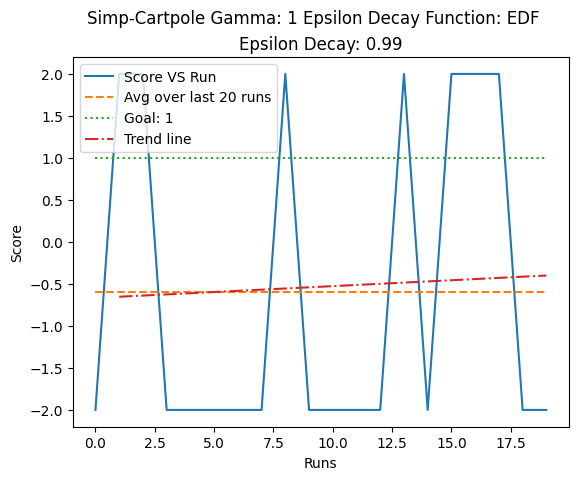 Simp-Cartpole Gamma: 1 Epsilon Decay Function: EDF
Epsilon Decay: 0.99
Score VS Run
Avg over last 20 runs
Goal: 1
Trend line
2.0
1.5
1.0
0.5
0.0
−0.5
−1.0
−1.5
−2.0
Score
0.0 2.5 5.0 7.5 10.0 12.5 15.0 17.5
Runs